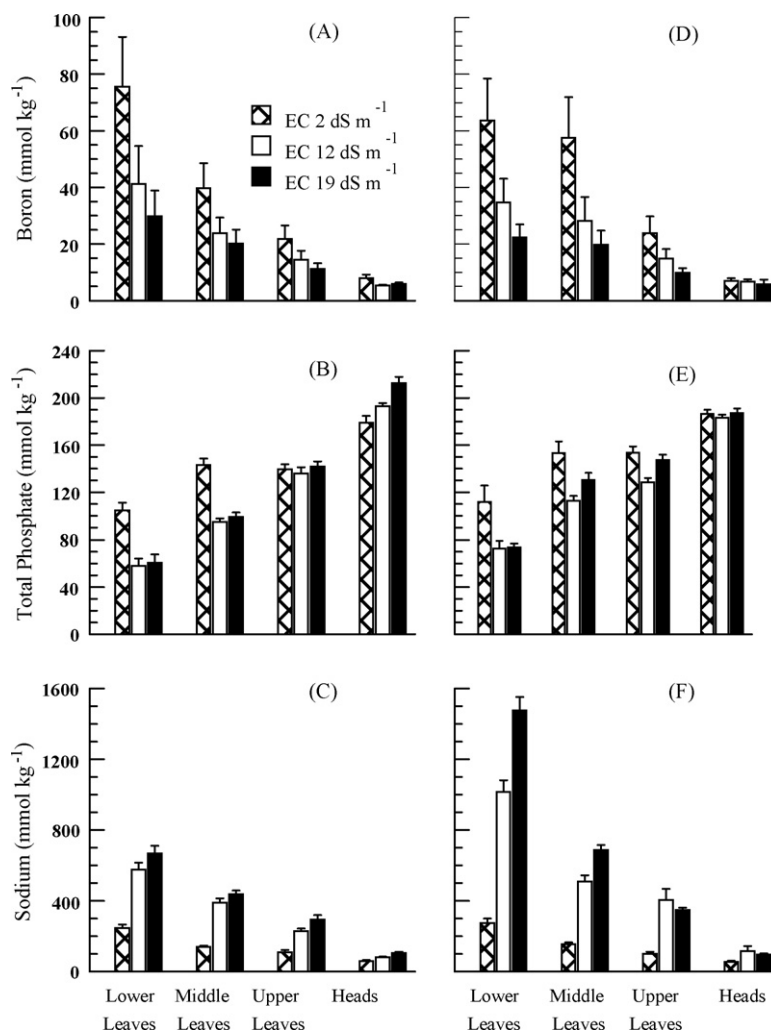 (A)
(D)
100
80
60
40
20
0
Boron (mmol kg⁻¹)
EC 2 dS m⁻¹
EC 12 dS m⁻¹
EC 19 dS m⁻¹
(B)
(E)
240
200
160
120
80
40
0
Total Phosphate (mmol kg⁻¹)
(C)
(F)
1600
1200
800
400
0
Sodium (mmol kg⁻¹)
Lower Middle Upper Heads
Leaves Leaves Leaves
Lower Middle Upper Heads
Leaves Leaves Leaves